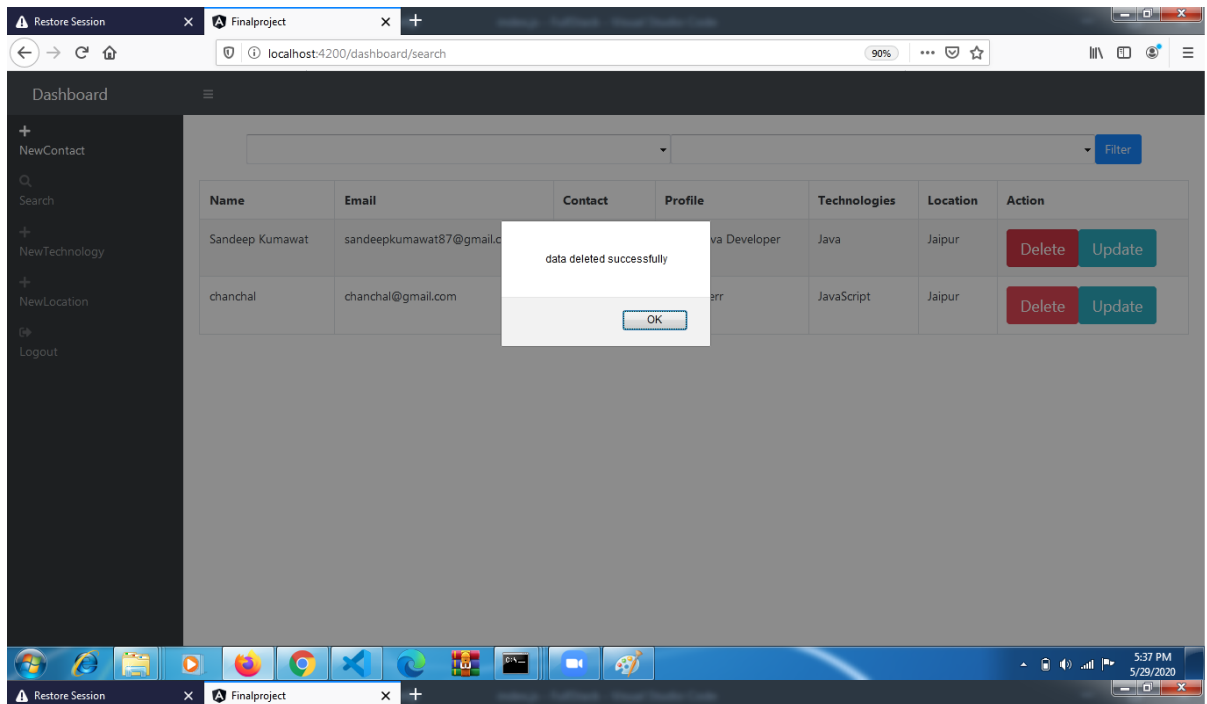 Restore Session
Finalproject
localhost:4200/dashboard/search
90%
Dashboard
NewContact
Search
NewTechnology
NewLocation
Logout
Filter
Name Email Contact Profile Technologies Location Action
Sandeep Kumawat sandeepkumawat87@gmail.c va Developer Java Jaipur Delete Update
chanchal chanchal@gmail.com err JavaScript Jaipur Delete Update
data deleted successfully
OK
5:37 PM
5/29/2020
Restore Session
Finalproject